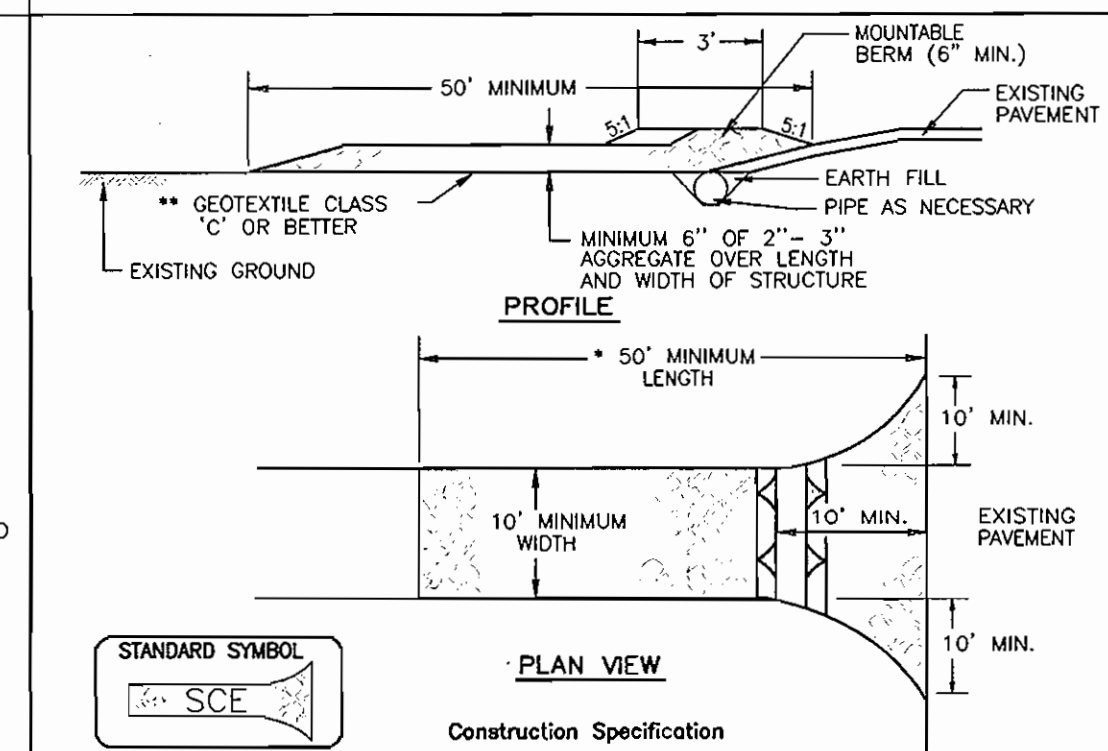 3'
MOUNTABLE
BERM (6" MIN.)
50' MINIMUM
EXISTING
PAVEMENT
5:1
5:1
** GEOTEXTILE CLASS
'C' OR BETTER
EARTH FILL
PIPE AS NECESSARY
MINIMUM 6" OF 2"- 3"
AGGREGATE OVER LENGTH
AND WIDTH OF STRUCTURE
EXISTING GROUND
PROFILE
* 50' MINIMUM
LENGTH
10' MIN.
10' MINIMUM
WIDTH
10' MIN.
EXISTING
PAVEMENT
10' MIN.
STANDARD SYMBOL
SCE
PLAN VIEW
Construction Specification